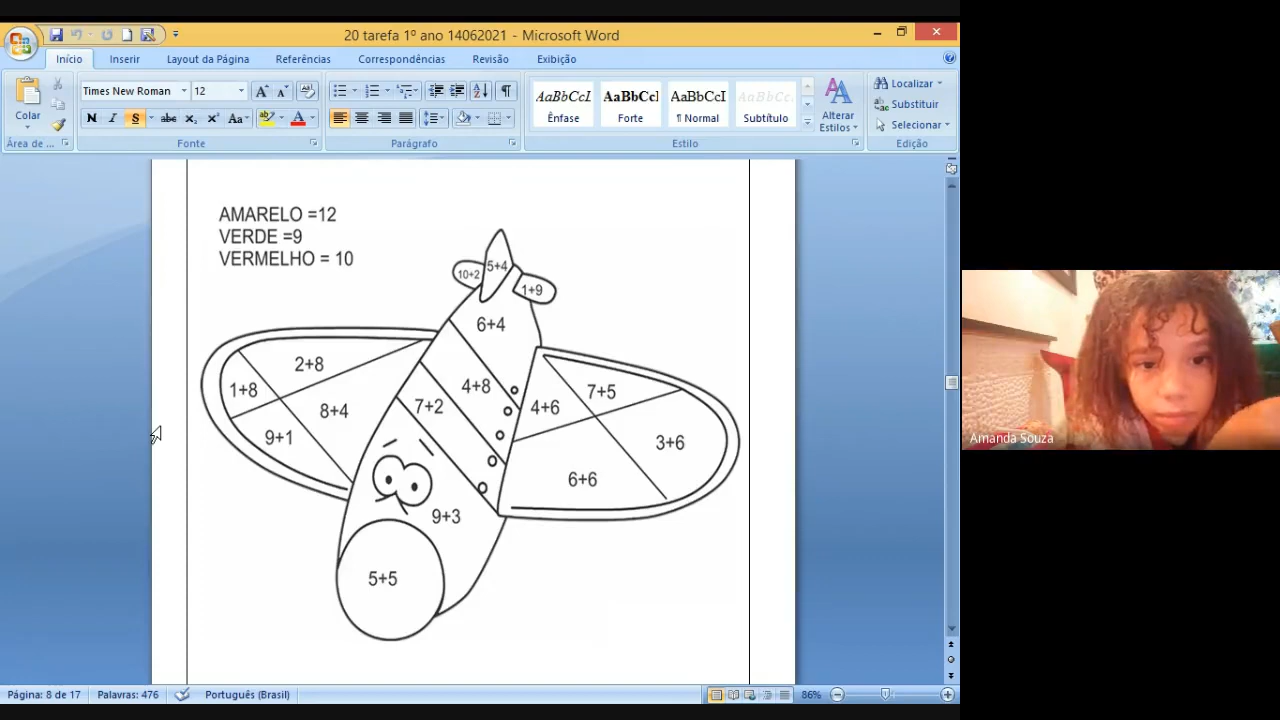 20 tarefa 1º ano 14062021 - Microsoft Word
Início Inserir Layout da Página Referências Correspondências Revisão Exibição
Colar
Área de ...
Times New Roman 12
N I S abc x₂ x² Aa
Fonte
Parágrafo
AaBbCcI AaBbCcI AaBbCcI AaBbCc
Ênfase Forte ¶ Normal Subtítulo
Alterar Estilos
Estilo
Localizar
Substituir
Selecionar
Edição
AMARELO =12
VERDE =9
VERMELHO = 10
10+2 5+4
1+9
6+4
2+8
1+8
8+4
9+1
4+8
7+2
4+6
7+5
3+6
6+6
9+3
5+5
Amanda Souza
Página: 8 de 17 Palavras: 476 Português (Brasil) 86%